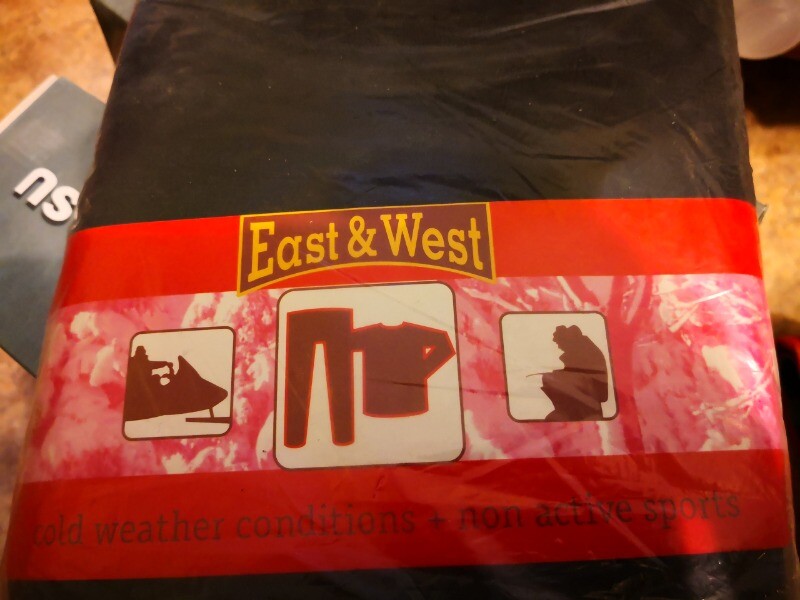 East & West
cold weather conditions + non active sports